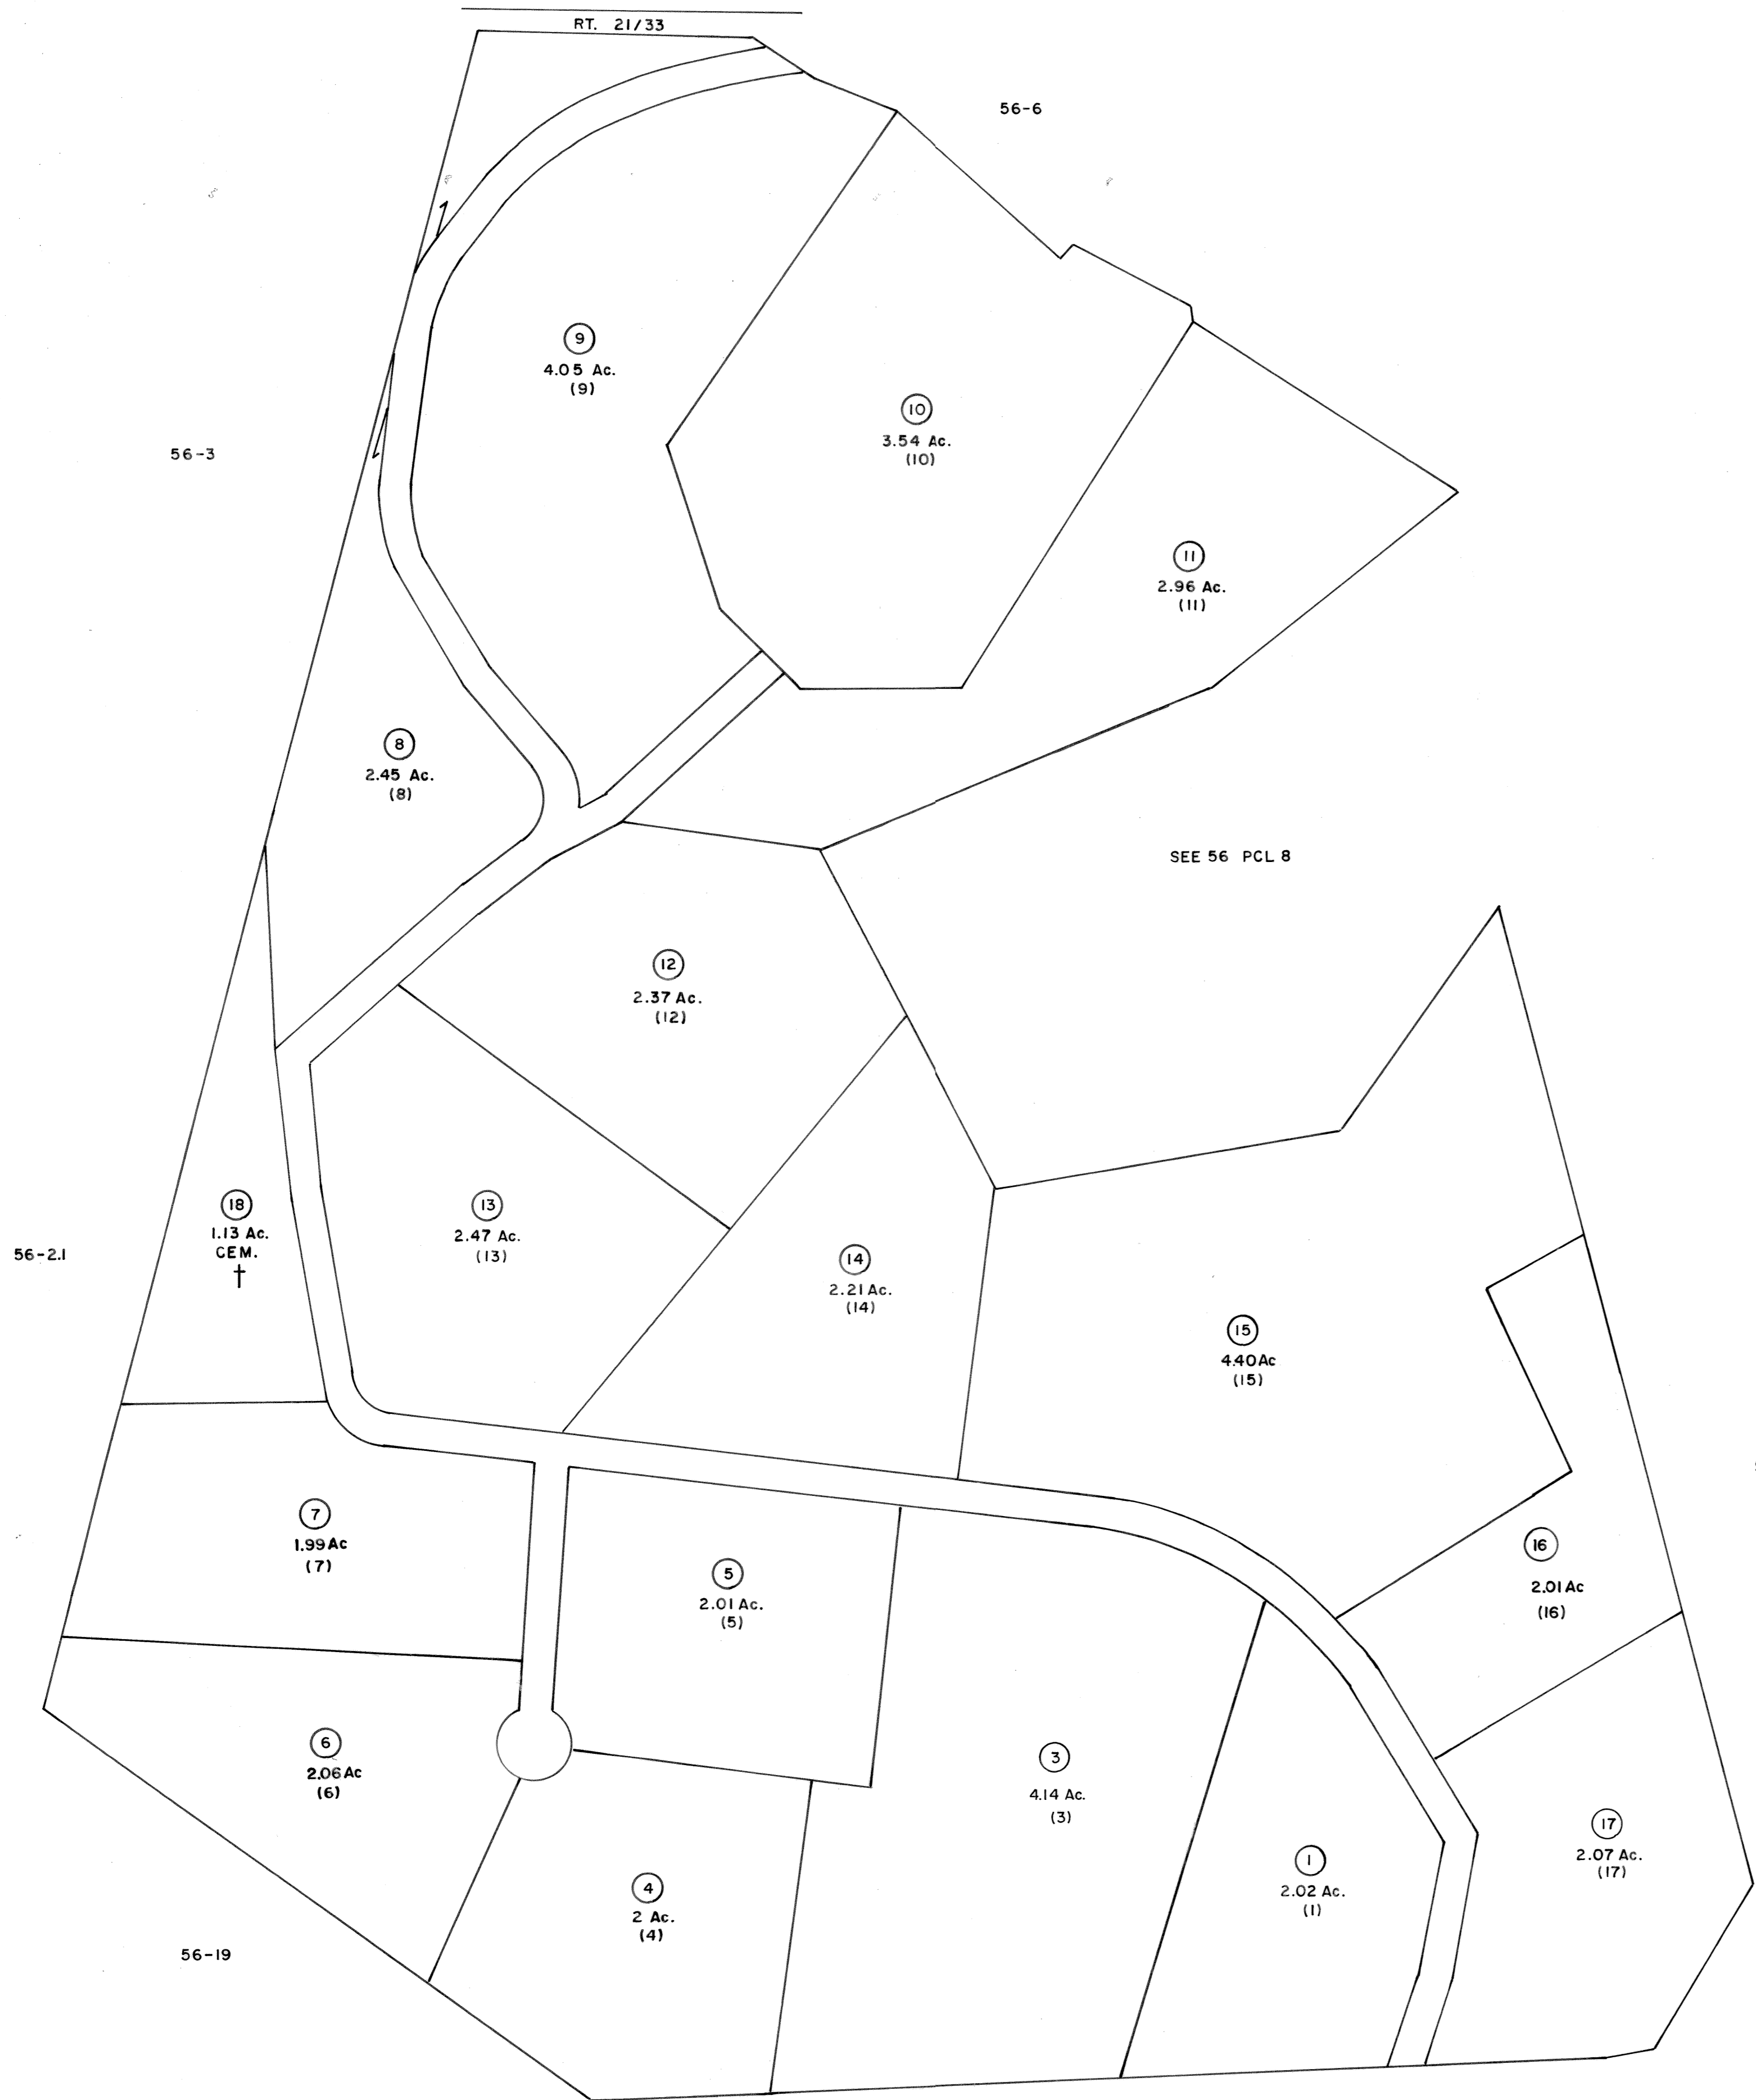 RT. 21/33
56-6
9
4.05 Ac.
(9)
10
3.54 Ac.
(10)
56-3
11
2.96 Ac.
(11)
8
2.45 Ac.
(8)
SEE 56 PCL 8
12
2.37 Ac.
(12)
18
1.13 Ac.
CEM.
13
2.47 Ac.
(13)
56-2.1
14
2.21 Ac.
(14)
15
4.40 Ac
(15)
7
1.99 Ac
(7)
5
2.01 Ac.
(5)
16
2.01 Ac
(16)
6
2.06 Ac
(6)
3
4.14 Ac.
(3)
17
2.07 Ac.
(17)
1
2.02 Ac.
(1)
4
2 Ac.
(4)
56-19